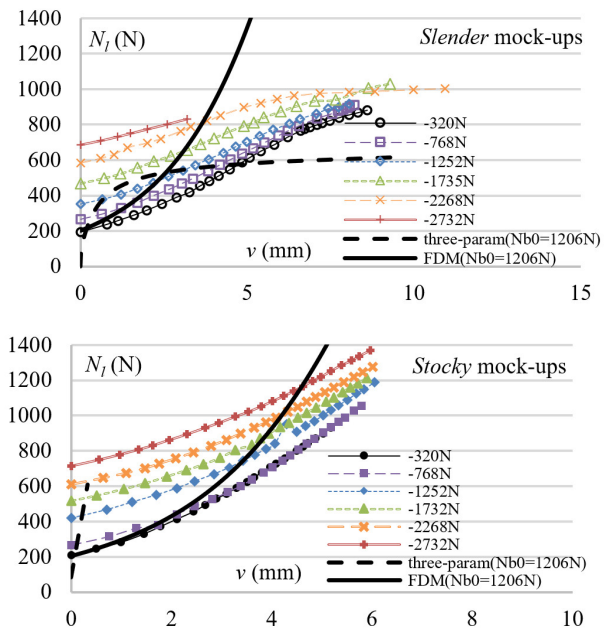 1400
N_l (N)
Slender mock-ups
1200
1000
800
600
400
200
0
-320N
-768N
-1252N
-1735N
-2268N
-2732N
three-param(Nb0=1206N)
FDM(Nb0=1206N)
v (mm)
0 5 10 15
1400
N_l (N)
Stocky mock-ups
1200
1000
800
600
400
200
0
-320N
-768N
-1252N
-1732N
-2268N
-2732N
three-param(Nb0=1206N)
FDM(Nb0=1206N)
v (mm)
0 2 4 6 8 10